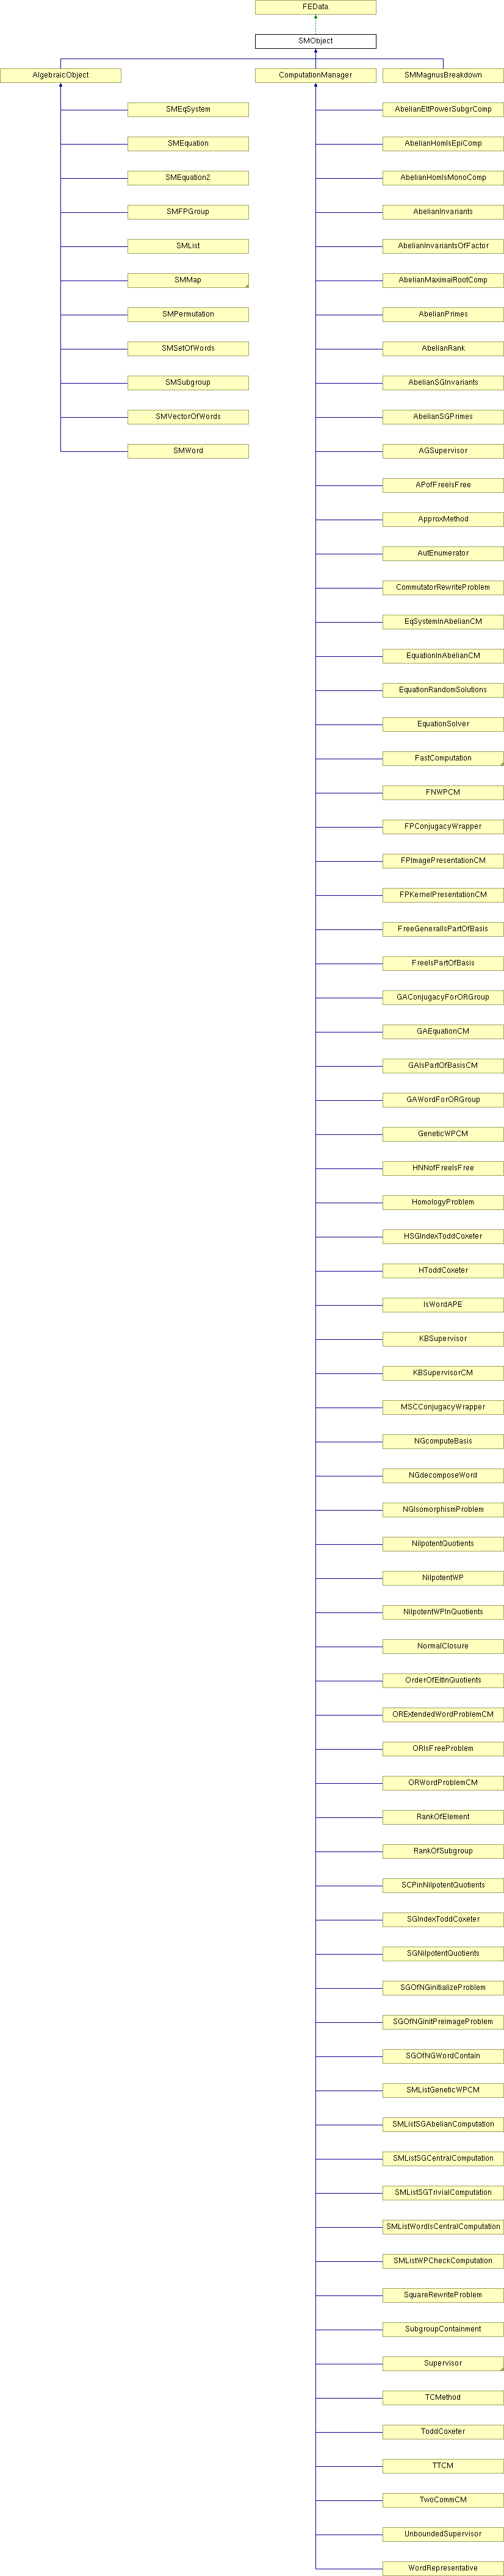 FEData
SMObject
AlgebraicObject
ComputationManager
SMMagnusBreakdown
SMEqSystem
SMEquation
SMEquation2
SMFPGroup
SMList
SMMap
SMPermutation
SMSetOfWords
SMSubgroup
SMVectorOfWords
SMWord
AbelianEltPowerSubgrComp
AbelianHomIsEpiComp
AbelianHomIsMonoComp
AbelianInvariants
AbelianInvariantsOfFactor
AbelianMaximalRootComp
AbelianPrimes
AbelianRank
AbelianSGInvariants
AbelianSGPrimes
AGSupervisor
APofFreeIsFree
ApproxMethod
AutEnumerator
CommutatorRewriteProblem
EqSystemInAbelianCM
EquationInAbelianCM
EquationRandomSolutions
EquationSolver
FastComputation
FNWPCM
FPConjugacyWrapper
FPImagePresentationCM
FPKernelPresentationCM
FreeGeneralIsPartOfBasis
FreeIsPartOfBasis
GAConjugacyForORGroup
GAEquationCM
GAIsPartOfBasisCM
GAWordForORGroup
GeneticWPCM
HNNofFreeIsFree
HomologyProblem
HSGIndexToddCoxeter
HToddCoxeter
IsWordAPE
KBSupervisor
KBSupervisorCM
MSCConjugacyWrapper
NGcomputeBasis
NGdecomposeWord
NGIsomorphismProblem
NilpotentQuotients
NilpotentWP
NilpotentWPInQuotients
NormalClosure
OrderOfEltInQuotients
ORExtendedWordProblemCM
ORIsFreeProblem
ORWordProblemCM
RankOfElement
RankOfSubgroup
SCPinNilpotentQuotients
SGIndexToddCoxeter
SGNilpotentQuotients
SGOfNGinitializeProblem
SGOfNGinitPreimageProblem
SGOfNGWordContain
SMListGeneticWPCM
SMListSGAbelianComputation
SMListSGCentralComputation
SMListSGTrivialComputation
SMListWordIsCentralComputation
SMListWPCheckComputation
SquareRewriteProblem
SubgroupContainment
Supervisor
TCMethod
ToddCoxeter
TTCM
TwoCommCM
UnboundedSupervisor
WordRepresentative